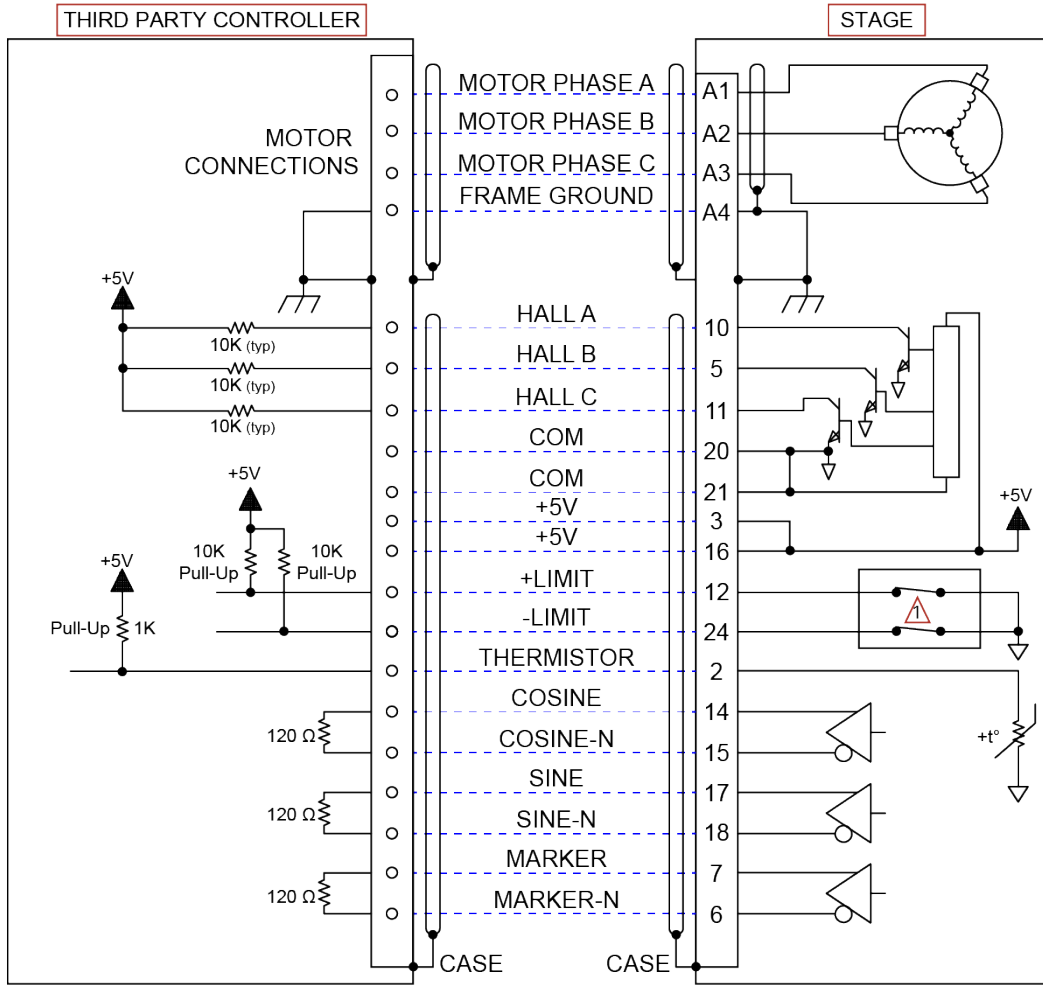 THIRD PARTY CONTROLLER
STAGE
MOTOR
CONNECTIONS
MOTOR PHASE A
A1
MOTOR PHASE B
A2
MOTOR PHASE C
A3
FRAME GROUND
A4
+5V
10K (typ)
10K (typ)
10K (typ)
HALL A
10
HALL B
5
HALL C
11
COM
20
COM
21
+5V
3
+5V
16
+5V
+5V
10K
Pull-Up
10K
Pull-Up
+LIMIT
12
1
-LIMIT
24
+5V
Pull-Up
1K
THERMISTOR
2
+t°
COSINE
14
120 Ω
COSINE-N
15
SINE
17
120 Ω
SINE-N
18
MARKER
7
120 Ω
MARKER-N
6
CASE
CASE